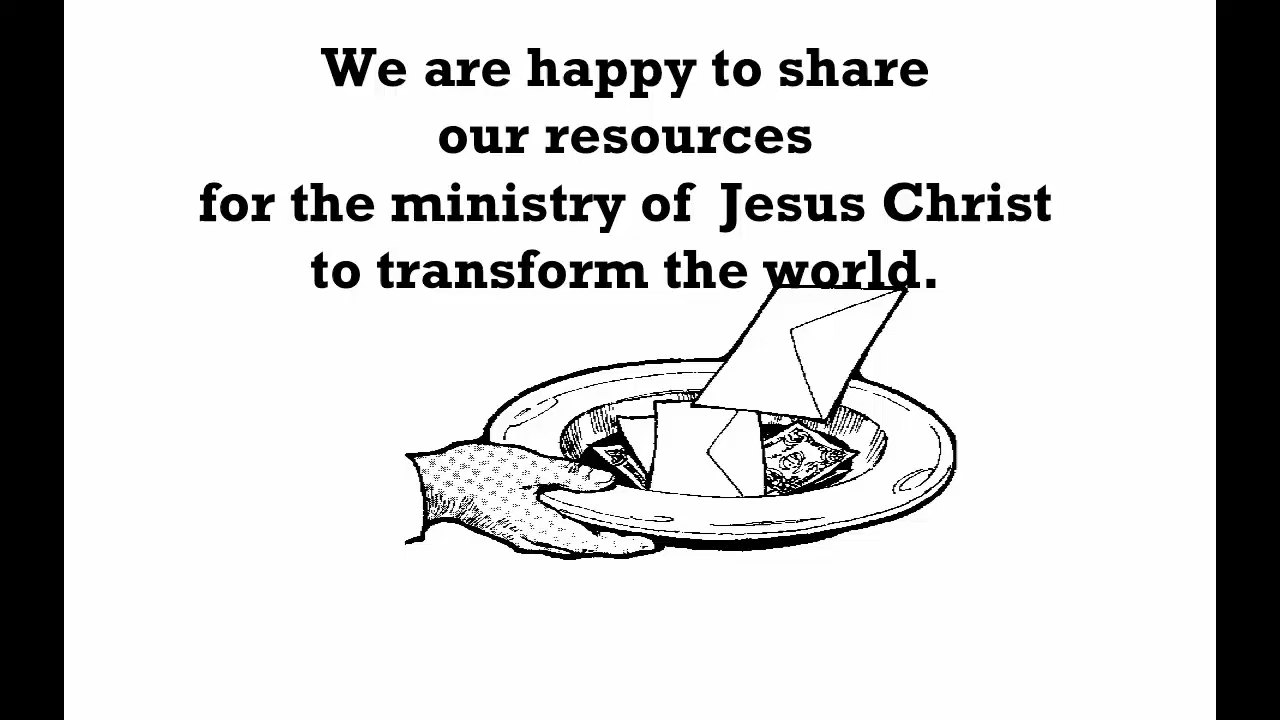 We are happy to share
our resources
for the ministry of Jesus Christ
to transform the world.